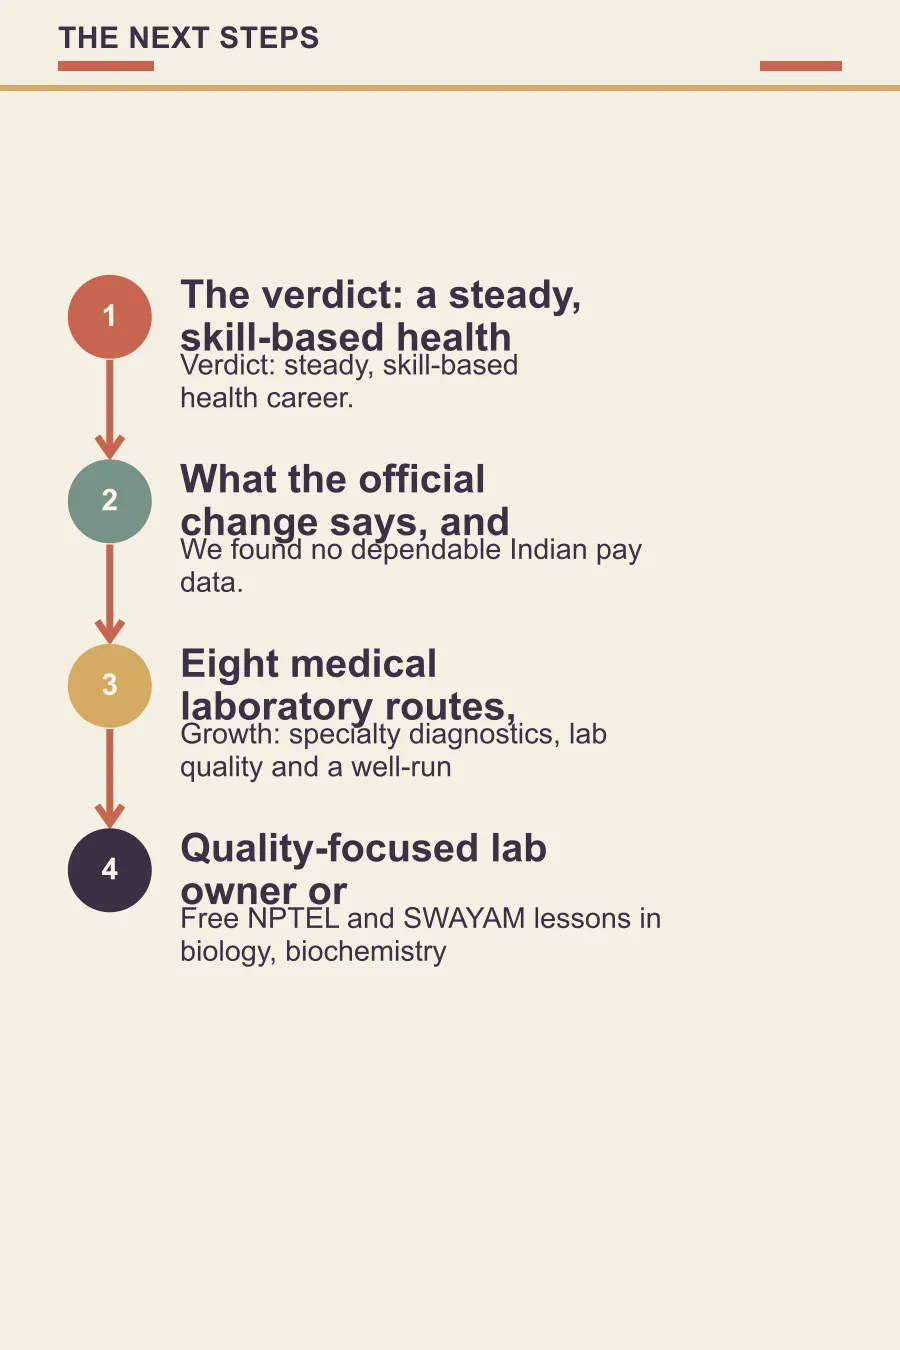 THE NEXT STEPS
1
The verdict: a steady,
skill-based health
Verdict: steady, skill-based
health career.
2
What the official
change says, and
We found no dependable Indian pay
data.
3
Eight medical
laboratory routes,
Growth: specialty diagnostics, lab
quality and a well-run
4
Quality-focused lab
owner or
Free NPTEL and SWAYAM lessons in
biology, biochemistry